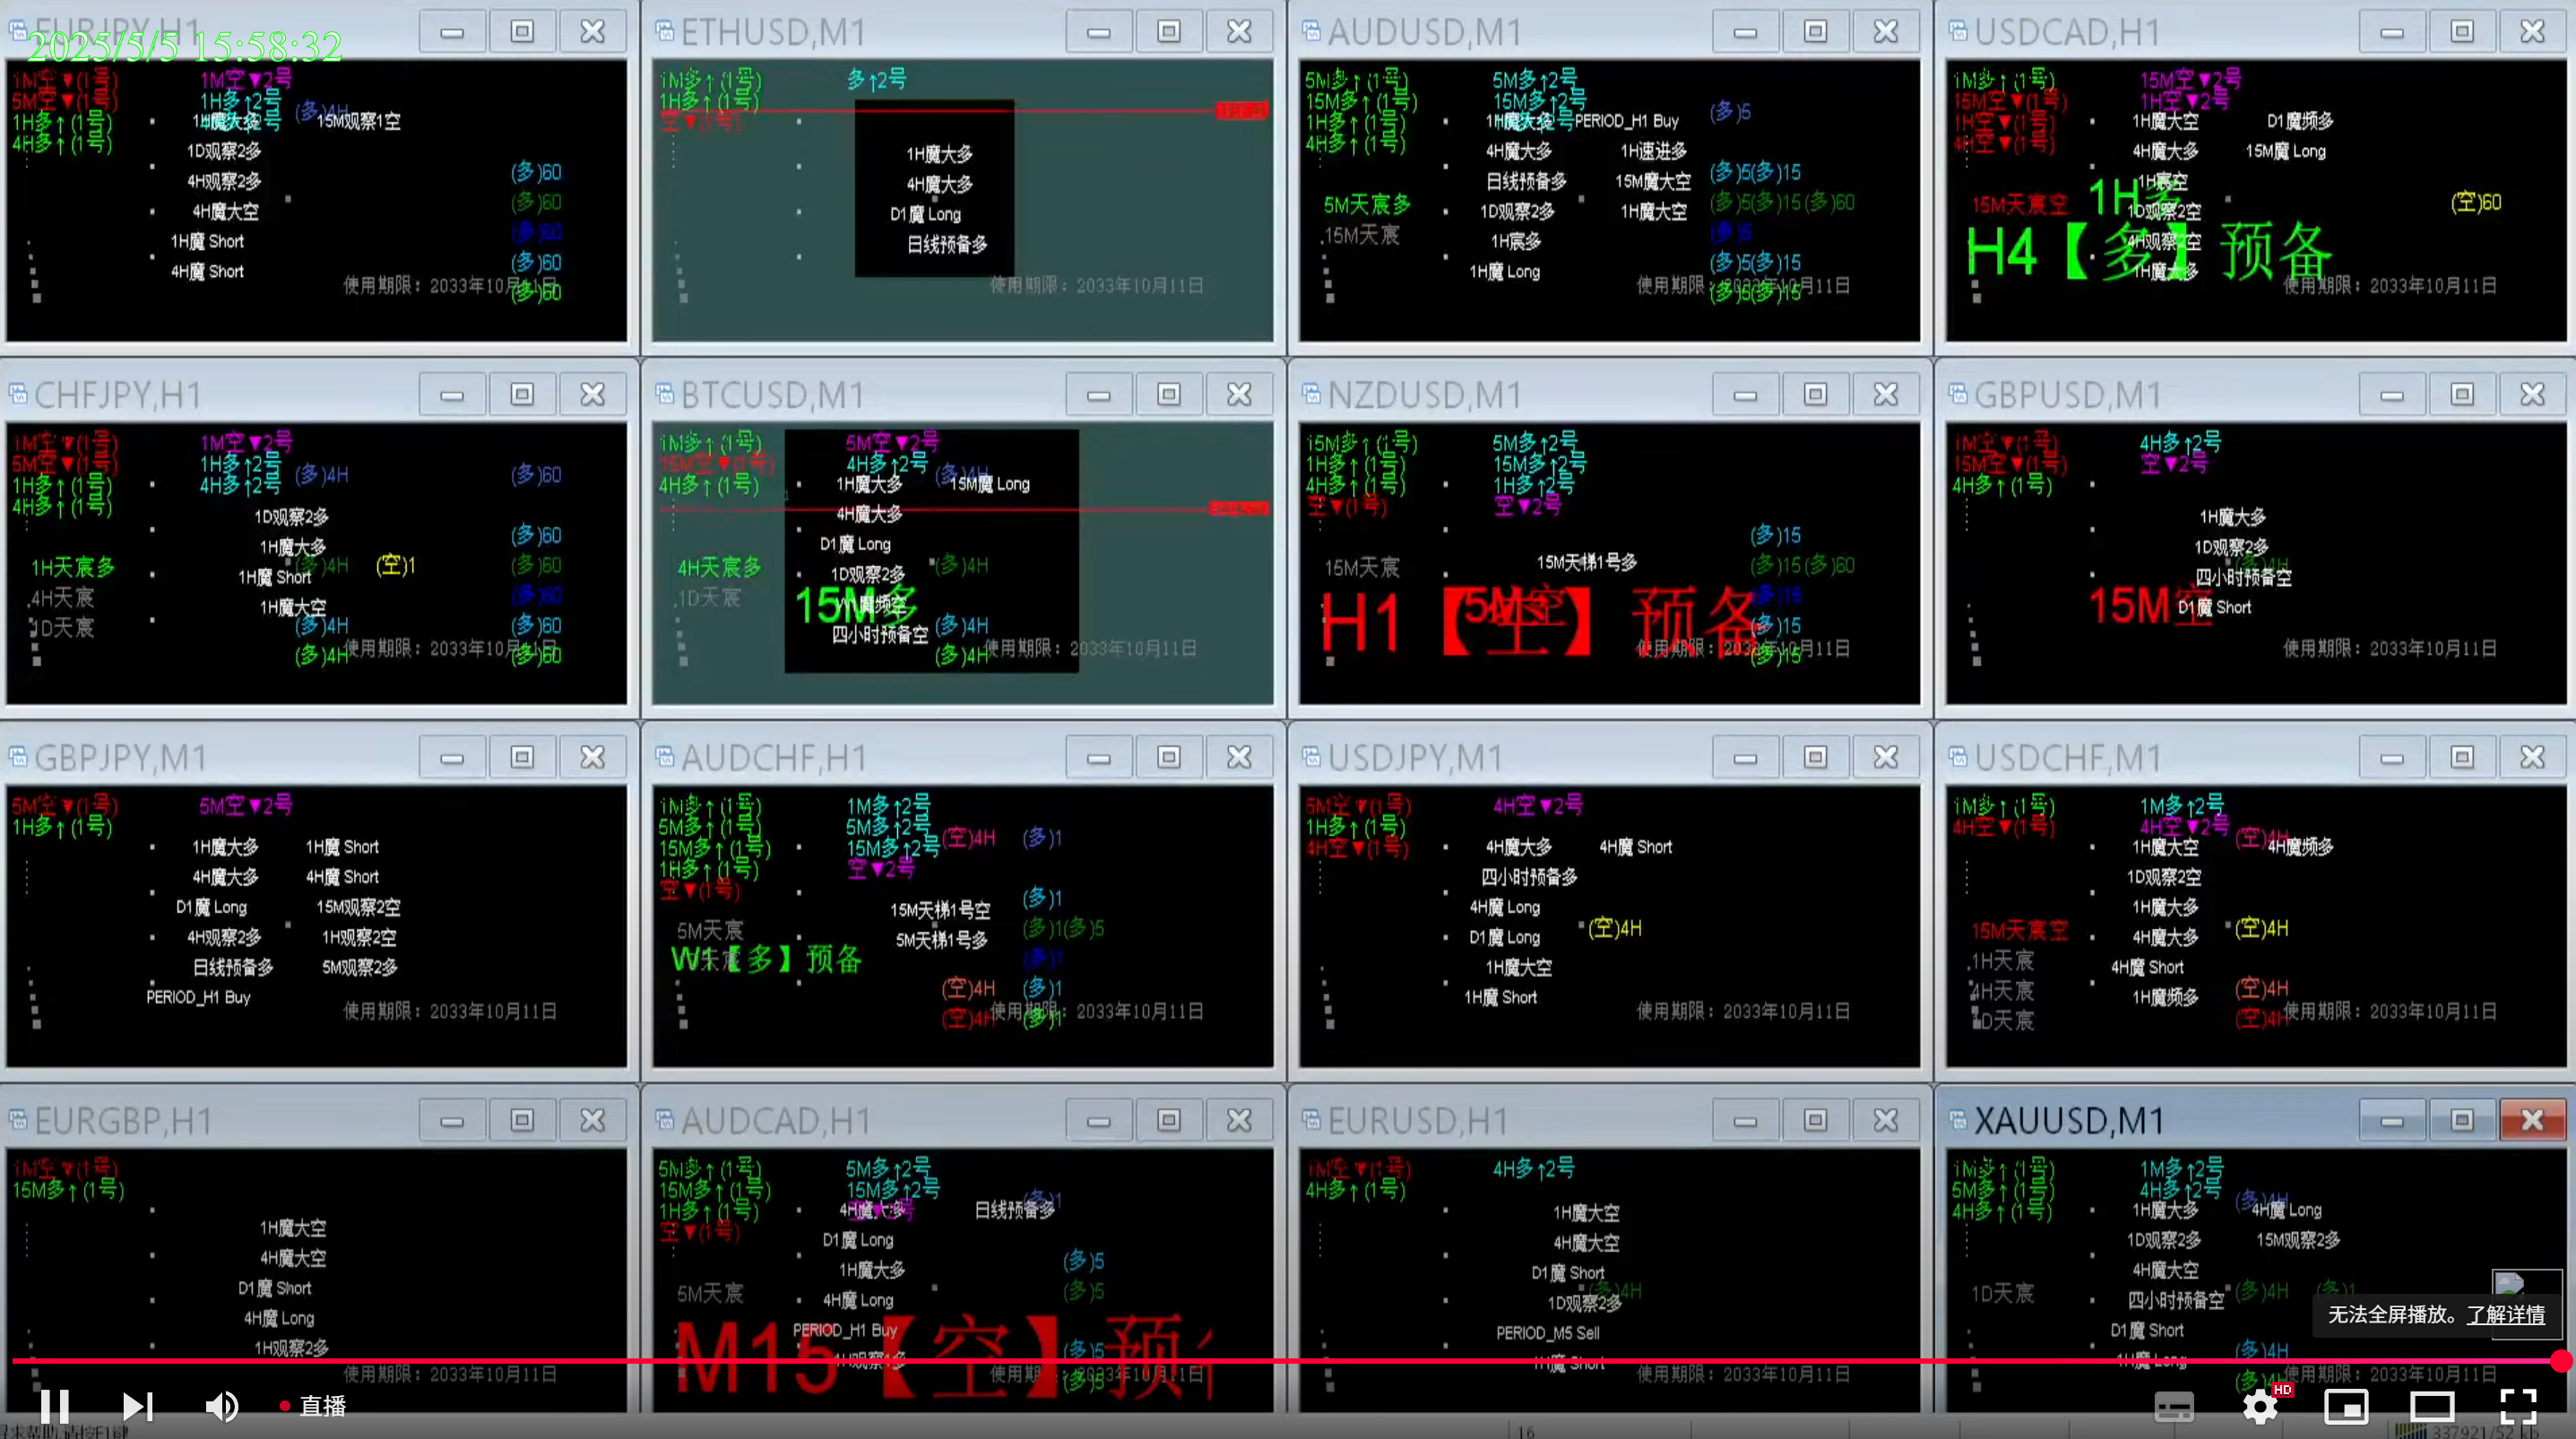 EURJPY,H1
2025/5/5 15:58:32
1M空▼(1号) 1M空▼2号
5M空▼(1号) 1H多↑2号 (多)4H
1H多↑(1号) 1H魔大多 15M观察1空
4H多↑(1号)
1D观察2多
4H观察2多 (多)60
4H魔大空 (多)60
1H魔 Short (多)60
4H魔 Short (多)60
使用期限：2033年10月11日 (多)60
ETHUSD,M1
1M多↑(1号) 多↑2号
1H多↑(1号)
空▼(1号)
1H魔大多
4H魔大多
D1魔 Long
日线预备多
使用期限：2033年10月11日
AUDUSD,M1
5M多↑(1号) 5M多↑2号
15M多↑(1号) 15M多↑2号 (多)5
1H多↑(1号) 1H魔大多 PERIOD_H1 Buy
4H多↑(1号) 4H魔大多 1H速进多
日线预备多 15M魔大空 (多)5(多)15
5M天宸多 1D观察2多 1H魔大空 (多)5(多)15(多)60
15M天宸 1H宸多 (多)5
1H魔 Long (多)5(多)15
使用期限：2033年10月11日 (多)5(多)15
USDCAD,H1
1M多↑(1号) 15M空▼2号
15M空▼(1号) 1H空▼2号
1H空▼(1号) 1H魔大空 D1魔频多
4H空▼(1号) 4H魔大多 15M魔 Long
1H宸空
15M天宸空 1H多 1D观察2空 (空)60
H4【多】预备 4H观察2空
1H魔大多
使用期限：2033年10月11日
CHFJPY,H1
1M空▼(1号) 1M空▼2号
5M空▼(1号) 1H多↑2号 (多)4H (多)60
1H多↑(1号) 4H多↑2号
4H多↑(1号) 1D观察2多
1H魔大多 (多)60
1H天宸多 (多)4H (空)1 (多)60
4H天宸 1H魔 Short (多)60
1H魔大空
1D天宸 (多)4H (多)60
(多)4H 使用期限：2033年10月11日 (多)60
BTCUSD,M1
1M多↑(1号) 5M空▼2号
15M空▼(1号) 4H多↑2号 (多)4H
4H多↑(1号) 1H魔大多 15M魔 Long
4H魔大多
D1魔 Long
4H天宸多 1D观察2多 (多)4H
1D天宸 15M多 W1魔频空
四小时预备空 (多)4H
(多)4H 使用期限：2033年10月11日
NZDUSD,M1
15M多↑(1号) 5M多↑2号
1H多↑(1号) 15M多↑2号
4H多↑(1号) 1H多↑2号
空▼(1号) 空▼2号
(多)15
15M天宸 15M天梯1号多 (多)15(多)60
(多)15
H1【空】预备 5M空 (多)15
使用期限：2033年10月11日 (多)15
GBPUSD,M1
1M空▼(1号) 4H多↑2号
15M空▼(1号) 空▼2号
4H多↑(1号)
1H魔大多
1D观察2多
(多)4H
四小时预备空
15M空 D1魔 Short
使用期限：2033年10月11日
GBPJPY,M1
5M空▼(1号) 5M空▼2号
1H多↑(1号)
1H魔大多 1H魔 Short
4H魔大多 4H魔 Short
D1魔 Long 15M观察2空
4H观察2多 1H观察2空
日线预备多 5M观察2多
PERIOD_H1 Buy
使用期限：2033年10月11日
AUDCHF,H1
1M多↑(1号) 1M多↑2号
5M多↑(1号) 5M多↑2号 (空)4H (多)1
15M多↑(1号) 15M多↑2号
1H多↑(1号) 空▼2号
空▼(1号) 15M天梯1号空 (多)1
5M天宸 5M天梯1号多 (多)1(多)5
W1【多】预备 (多)1
(空)4H (多)1
(空)4H 使用期限：2033年10月11日 (多)1
USDJPY,M1
5M空▼(1号) 4H空▼2号
1H多↑(1号)
4H空▼(1号) 4H魔大多 4H魔 Short
四小时预备多
4H魔 Long
D1魔 Long (空)4H
1H魔大空
1H魔 Short
使用期限：2033年10月11日
USDCHF,M1
1M多↑(1号) 1M多↑2号
4H空▼(1号) 4H空▼2号 (空)4H
1H魔大空 4H魔频多
1D观察2空
1H魔大多
15M天宸空 4H魔大多 (空)4H
1H天宸 4H魔 Short
4H天宸 1H魔频多 (空)4H
1D天宸 (空)4H 使用期限：2033年10月11日
EURGBP,H1
1M空▼(1号)
15M多↑(1号)
1H魔大空
4H魔大空
D1魔 Short
4H魔 Long
1H观察2多
使用期限：2033年10月11日
AUDCAD,H1
5M多↑(1号) 5M多↑2号
15M多↑(1号) 15M多↑2号 (多)1
1H多↑(1号) 4H魔大多 日线预备多
空▼(1号) D1魔 Long
1H魔大多 (多)5
5M天宸 4H魔 Long (多)5
PERIOD_H1 Buy
M15【空】预 (多)5
使用期限：2033年10月11日 (多)5
EURUSD,H1
1M空▼(1号) 4H多↑2号
4H多↑(1号)
1H魔大空
4H魔大空
D1魔 Short
(多)4H
1D观察2多
PERIOD_M5 Sell
1H魔 Short
使用期限：2033年10月11日
XAUUSD,M1
1M多↑(1号) 1M多↑2号
5M多↑(1号) 4H多↑2号 (多)4H
4H多↑(1号) 1H魔大多 4H魔 Long
1D观察2多 15M观察2多
4H魔大空
1D天宸 四小时预备空 (多)4H (多)1
D1魔 Short
1H魔 Long (多)4H
(多)4H 使用期限：2033年10月11日
无法全屏播放。了解详情
直播
HD
16
337921/52 kb